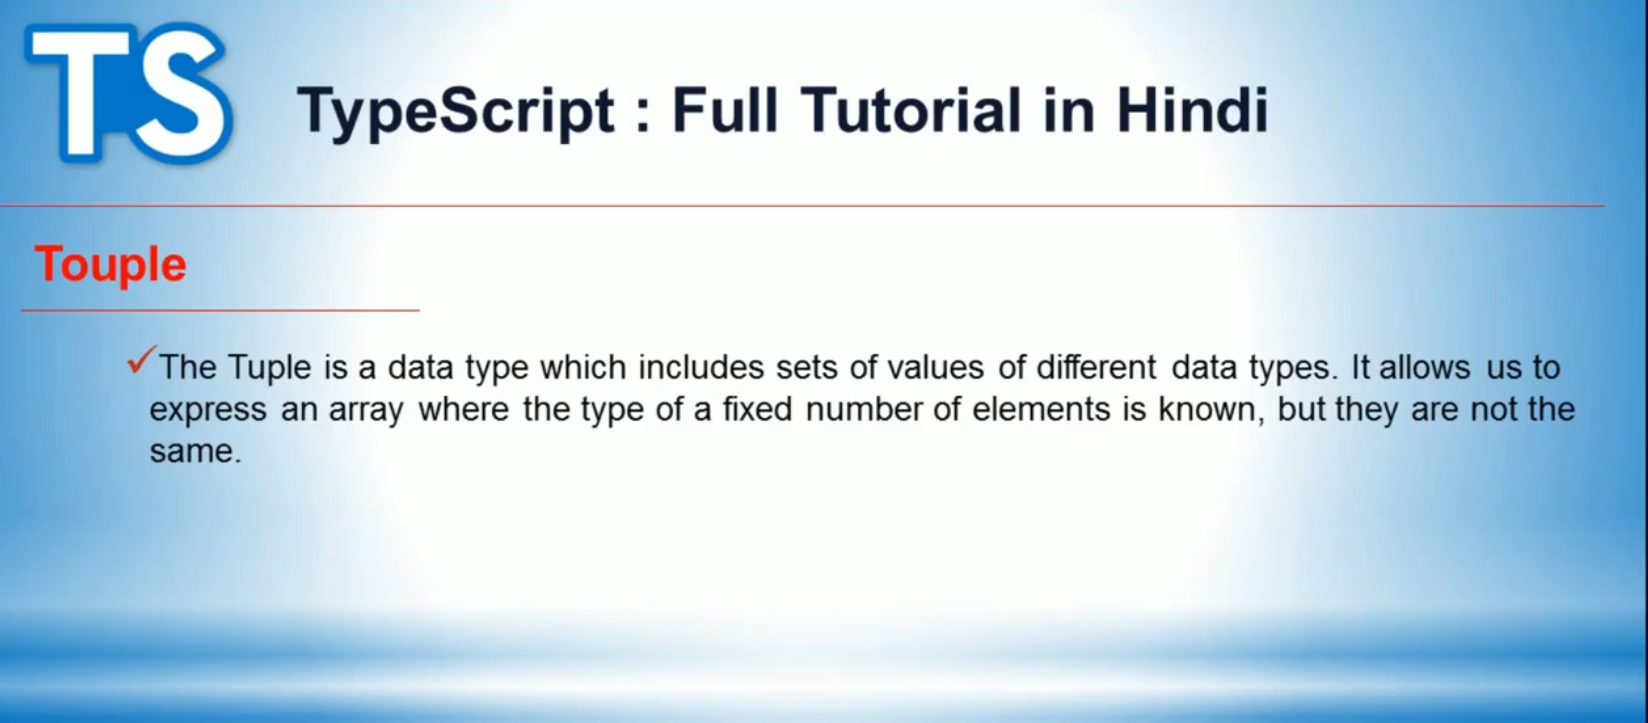 TS
TypeScript : Full Tutorial in Hindi
Touple
✓The Tuple is a data type which includes sets of values of different data types. It allows us to
express an array where the type of a fixed number of elements is known, but they are not the
same.